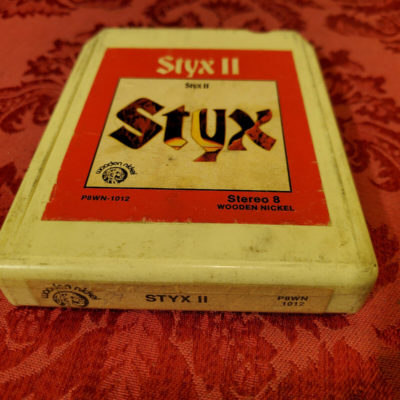 Styx II
Styx II
Styx
wooden nickel
P8WN-1012
Stereo 8
WOODEN NICKEL
wooden nickel
STYX II
P8WN
1012